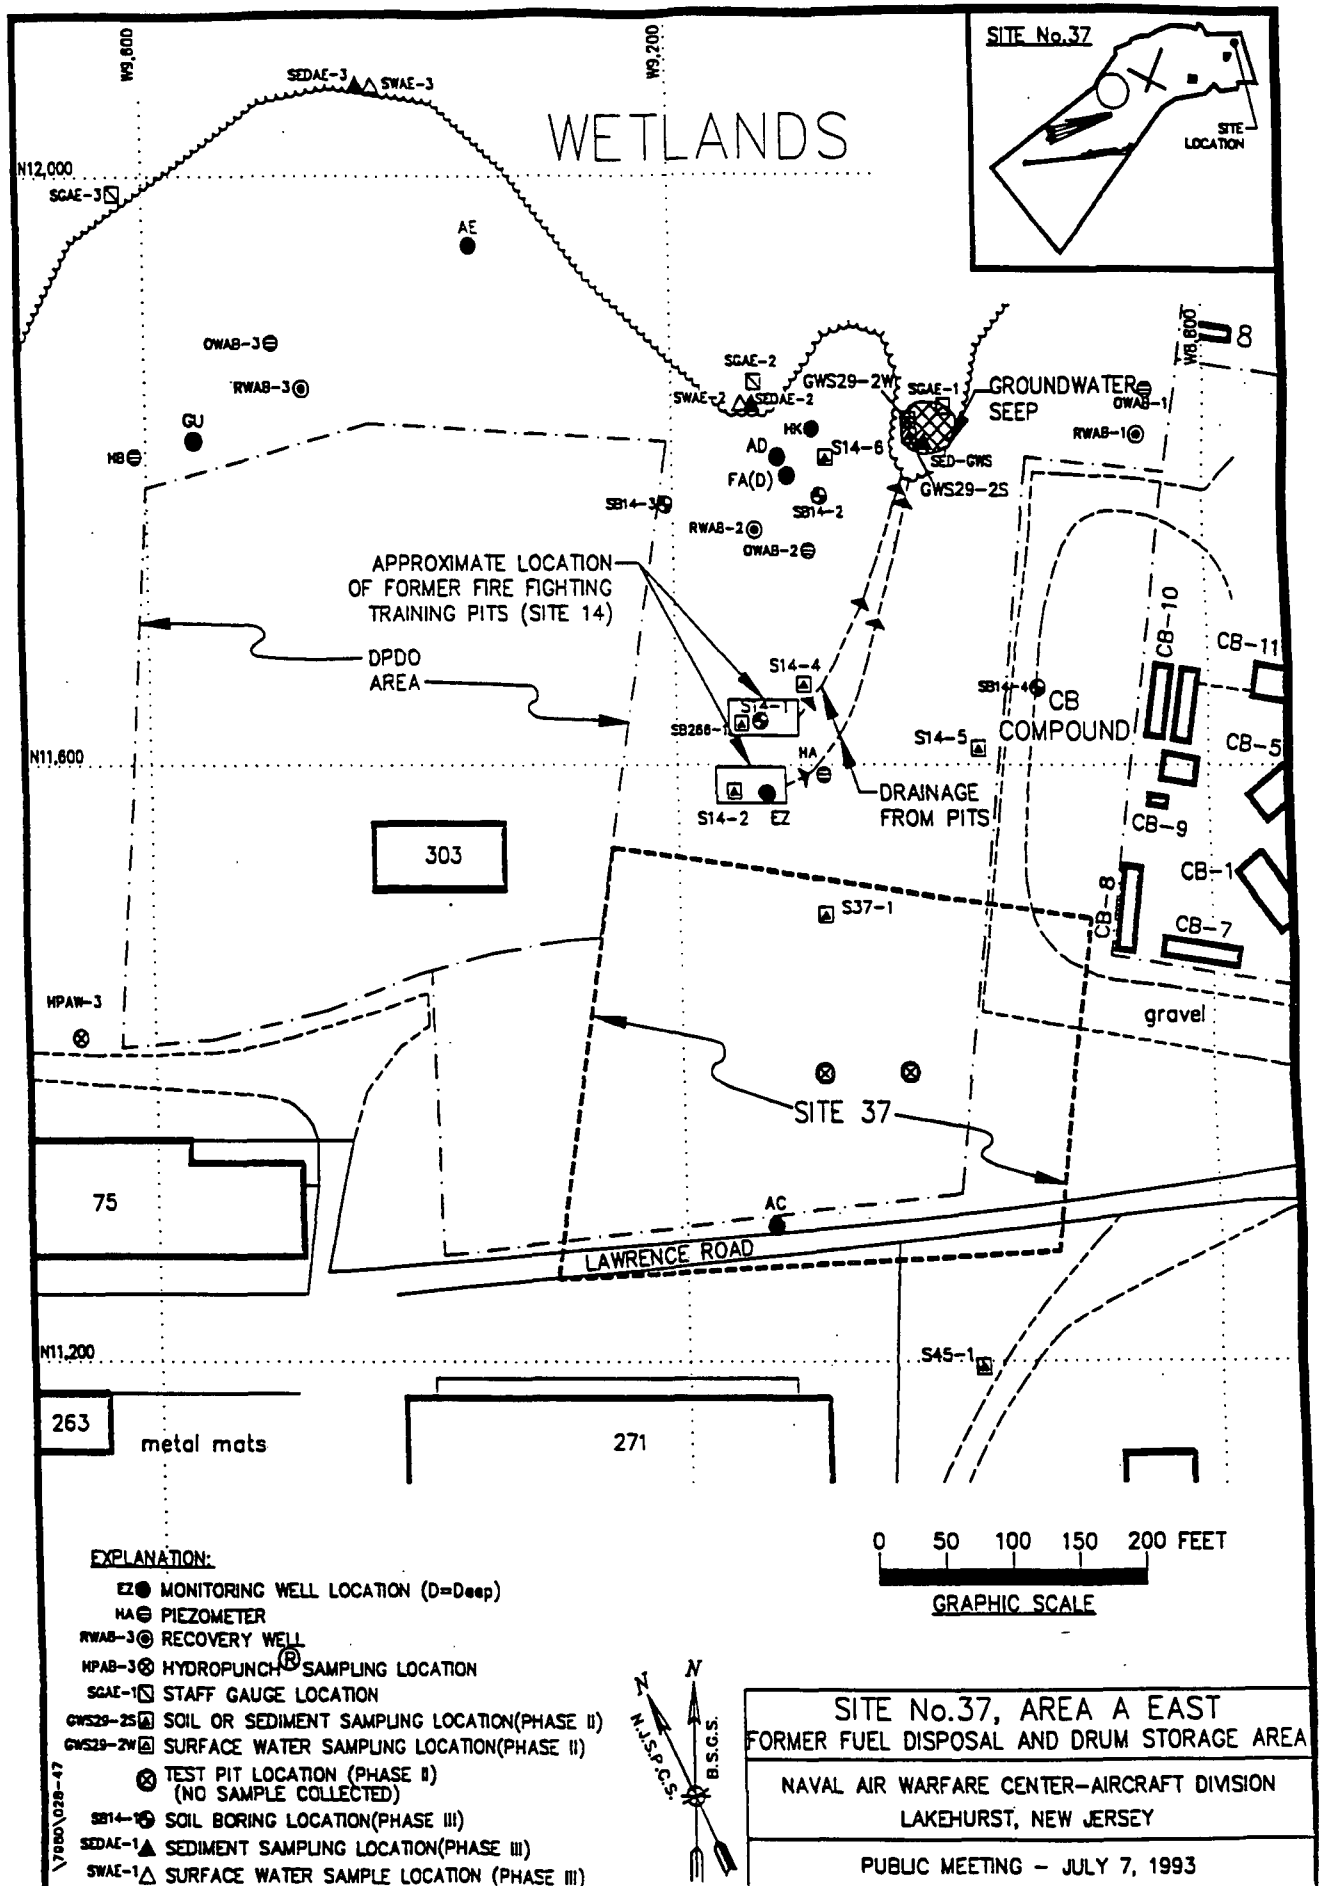 SITE No.37
SITE
LOCATION
W9,600
W9,200
W8,800
SEDAE-3
SWAE-3
WETLANDS
N12,000
SGAE-3
AE
8
OWAB-3
RWAB-3
GU
HB
SGAE-2
SWAE-2
SEDAE-2
GWS29-2W
SGAE-1
GROUNDWATER
SEEP
OWAB-1
RWAB-1
HK
AD
S14-6
FA(D)
SED-GWS
GWS29-2S
SB14-3
SB14-2
RWAB-2
OWAB-2
APPROXIMATE LOCATION
OF FORMER FIRE FIGHTING
TRAINING PITS (SITE 14)
DPDO
AREA
S14-4
S14-1
SB266-1
HA
S14-2
EZ
DRAINAGE
FROM PITS
S14-5
SB14-4
CB
COMPOUND
CB-10
CB-11
CB-5
CB-9
CB-1
CB-8
CB-7
N11,600
303
S37-1
HPAW-3
gravel
SITE 37
75
AC
LAWRENCE ROAD
N11,200
S45-1
263
metal mats
271
0 50 100 150 200 FEET
GRAPHIC SCALE
EXPLANATION:
EZ MONITORING WELL LOCATION (D=Deep)
HA PIEZOMETER
RWAB-3 RECOVERY WELL
HPAB-3 HYDROPUNCH® SAMPLING LOCATION
SGAE-1 STAFF GAUGE LOCATION
GWS29-2S SOIL OR SEDIMENT SAMPLING LOCATION(PHASE II)
GWS29-2W SURFACE WATER SAMPLING LOCATION(PHASE II)
TEST PIT LOCATION (PHASE II)
(NO SAMPLE COLLECTED)
SB14-1 SOIL BORING LOCATION(PHASE III)
SEDAE-1 SEDIMENT SAMPLING LOCATION(PHASE III)
SWAE-1 SURFACE WATER SAMPLE LOCATION (PHASE III)
\7980\028-47
N
N
N.J.S.P.C.S.
B.S.G.S.
SITE No.37, AREA A EAST
FORMER FUEL DISPOSAL AND DRUM STORAGE AREA
NAVAL AIR WARFARE CENTER-AIRCRAFT DIVISION
LAKEHURST, NEW JERSEY
PUBLIC MEETING - JULY 7, 1993